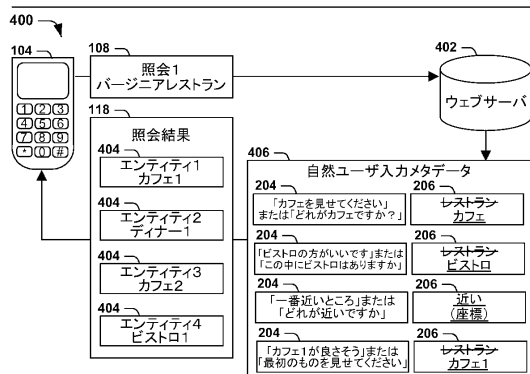 400
104
108
照会1
バージニアレストラン
402
ウェブサーバ
1 2 3
4 5 6
7 8 9
* 0 #
118
照会結果
404
エンティティ1
カフェ1
404
エンティティ2
ディナー1
404
エンティティ3
カフェ2
404
エンティティ4
ビストロ1
406
自然ユーザ入力メタデータ
204
「カフェを見せてください」
または「どれがカフェですか?」
206
レストラン
カフェ
204
「ビストロの方がいいです」または
「この中にビストロはありますか」
206
レストラン
ビストロ
204
「一番近いところ」または
「どれが近いですか」
206
近い
(座標)
204
「カフェ1が良さそう」または
「最初のものを見せてください」
206
レストラン
カフェ1